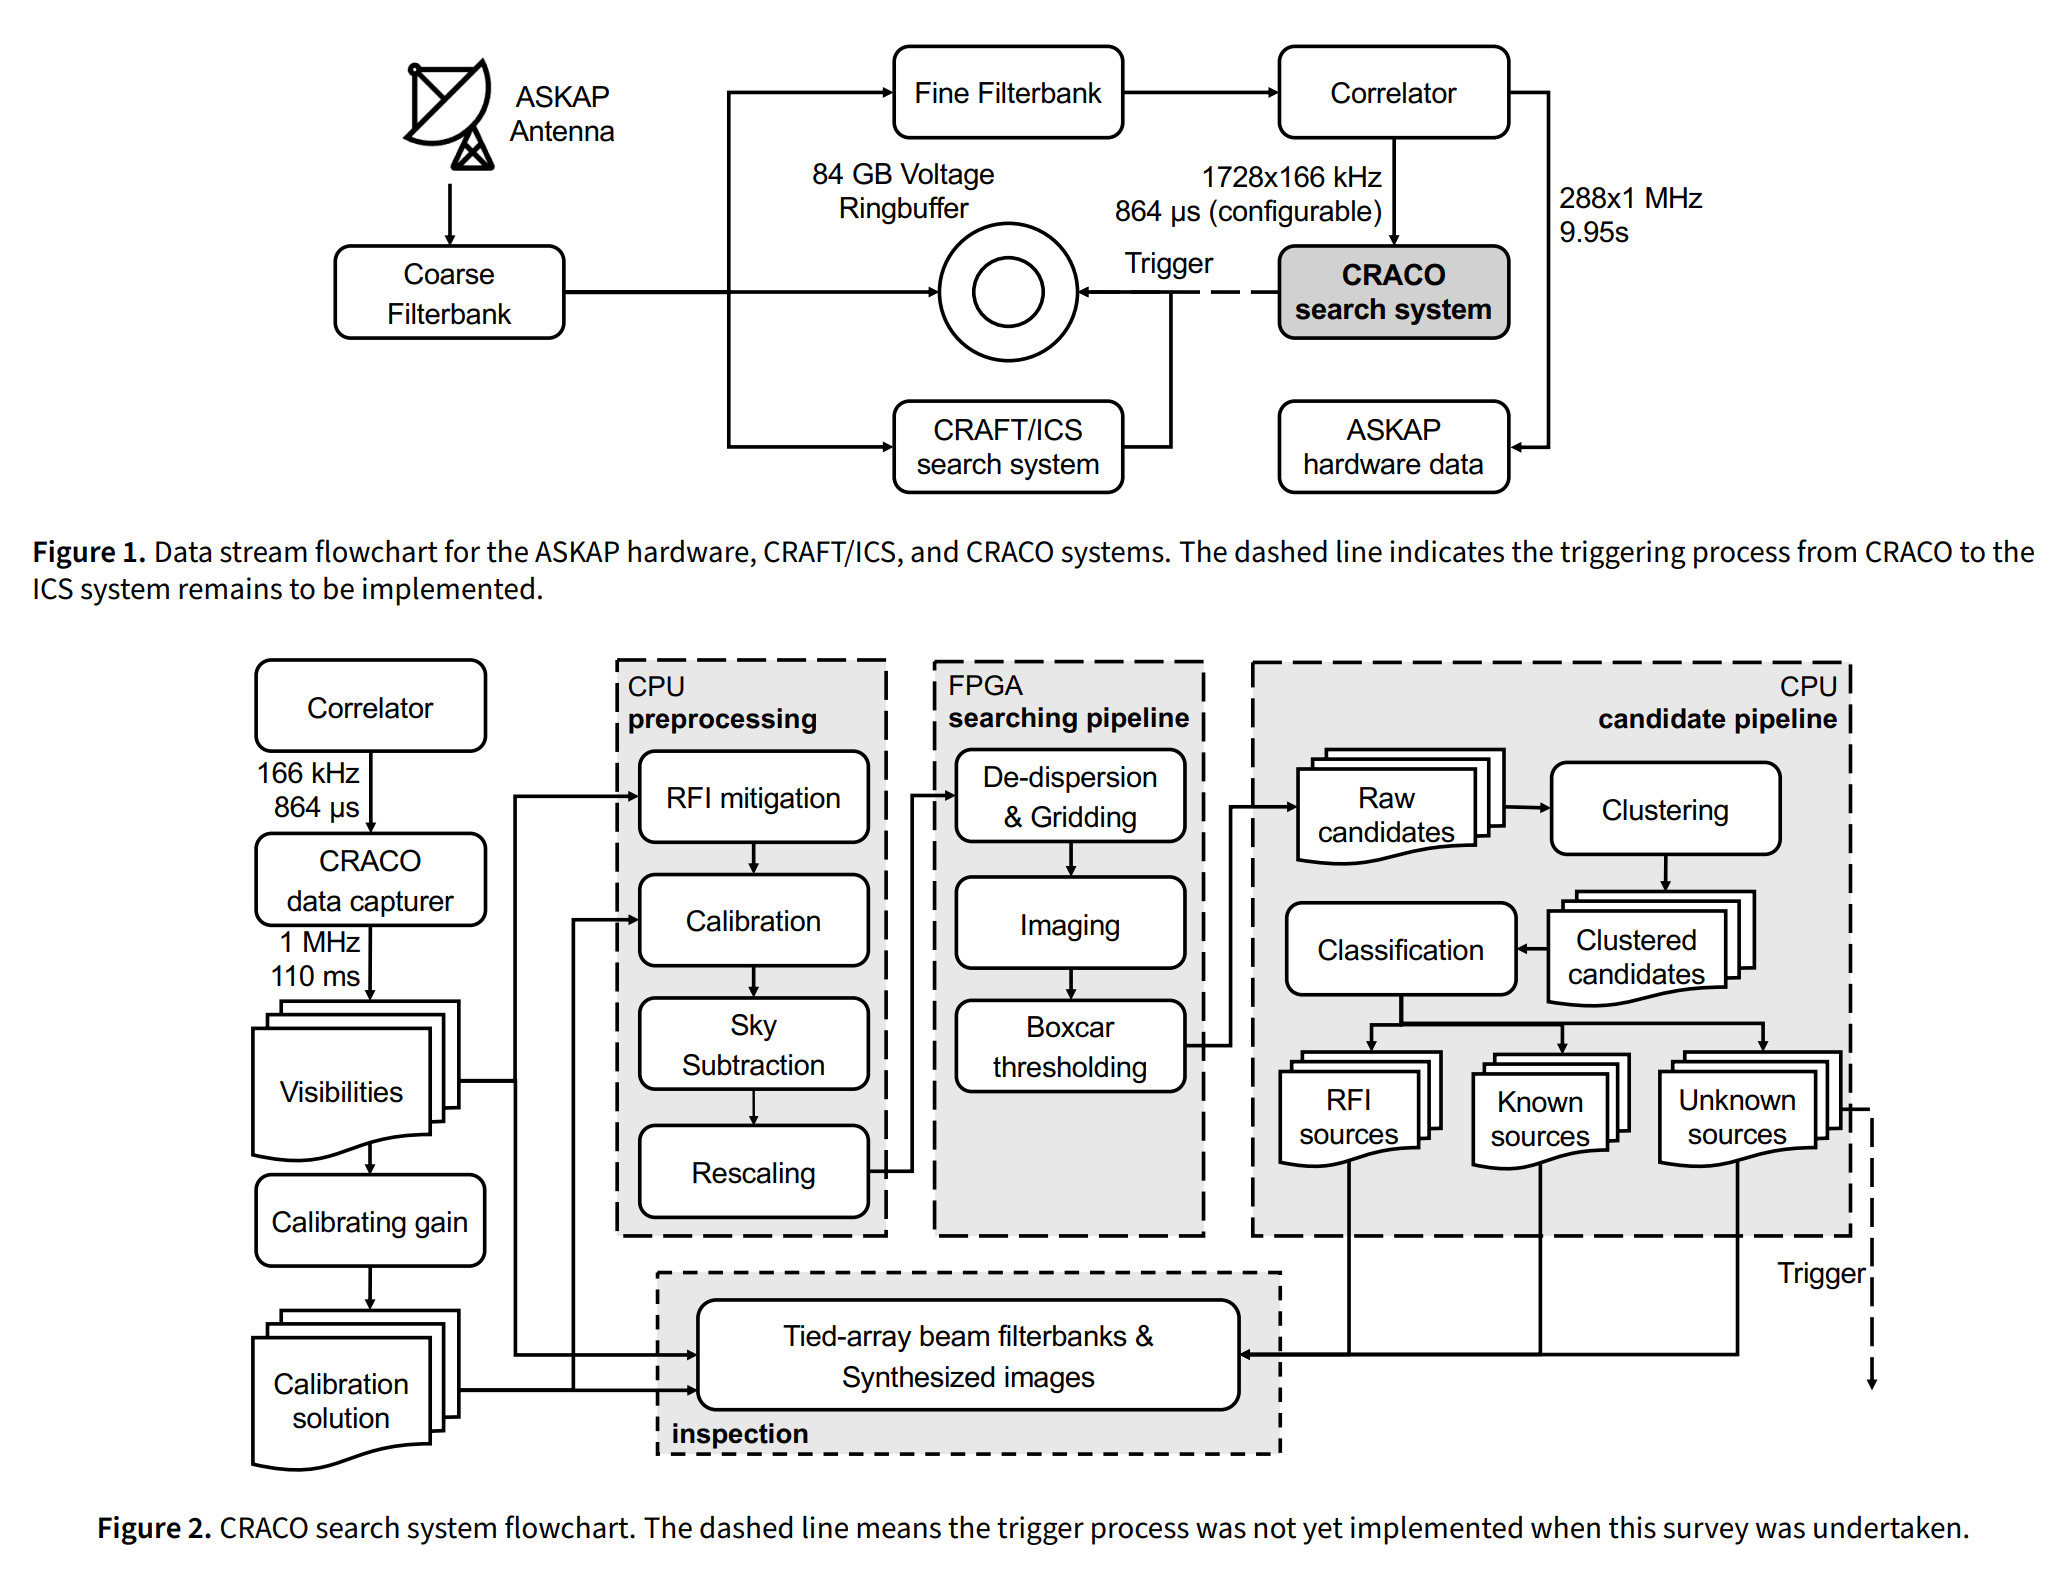 ASKAP
Antenna
Coarse
Filterbank
Fine Filterbank
Correlator
84 GB Voltage
Ringbuffer
1728x166 kHz
864 µs (configurable)
288x1 MHz
9.95s
Trigger
CRACO
search system
CRAFT/ICS
search system
ASKAP
hardware data
Figure 1. Data stream flowchart for the ASKAP hardware, CRAFT/ICS, and CRACO systems. The dashed line indicates the triggering process from CRACO to the
ICS system remains to be implemented.
Correlator
166 kHz
864 µs
CRACO
data capturer
1 MHz
110 ms
Visibilities
Calibrating gain
Calibration
solution
CPU
preprocessing
RFI mitigation
Calibration
Sky
Subtraction
Rescaling
FPGA
searching pipeline
De-dispersion
& Gridding
Imaging
Boxcar
thresholding
CPU
candidate pipeline
Raw
candidates
Clustering
Clustered
candidates
Classification
RFI
sources
Known
sources
Unknown
sources
Trigger
Tied-array beam filterbanks &
Synthesized images
inspection
Figure 2. CRACO search system flowchart. The dashed line means the trigger process was not yet implemented when this survey was undertaken.